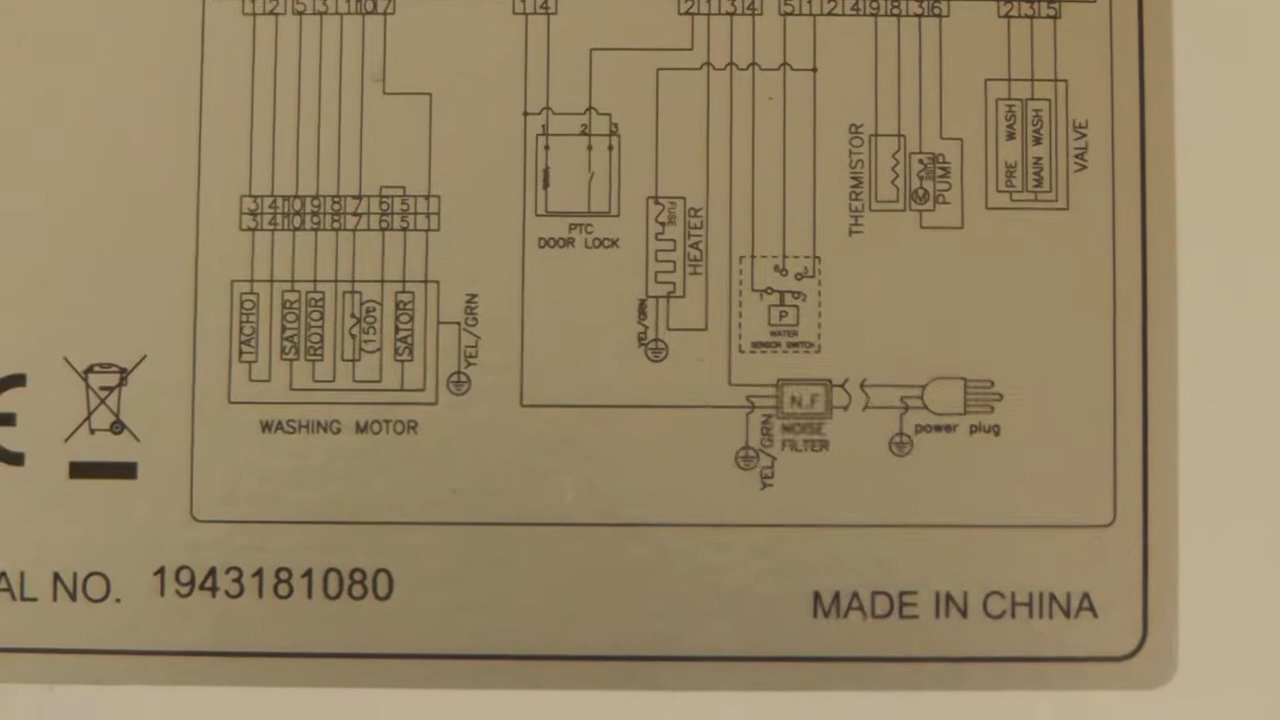 1 2 5 3 1 10 7
1 4
2 1 3 4
5 1 2 4 9 8 3 6
2 3 5
1 2 3
PTC
DOOR LOCK
FUSE
HEATER
YEL/GRN
THERMISTOR
FUSE
PUMP
PRE WASH
MAIN WASH
VALVE
3 4 10 9 8 7 6 5 1
3 4 10 9 8 7 6 5 1
TACHO
SATOR
ROTOR
SATOR
YEL/GRN
WASHING MOTOR
P
WATER
SENSOR SWITCH
N.F
NOISE
FILTER
YEL/GRN
power plug
CE
AL NO. 1943181080
MADE IN CHINA